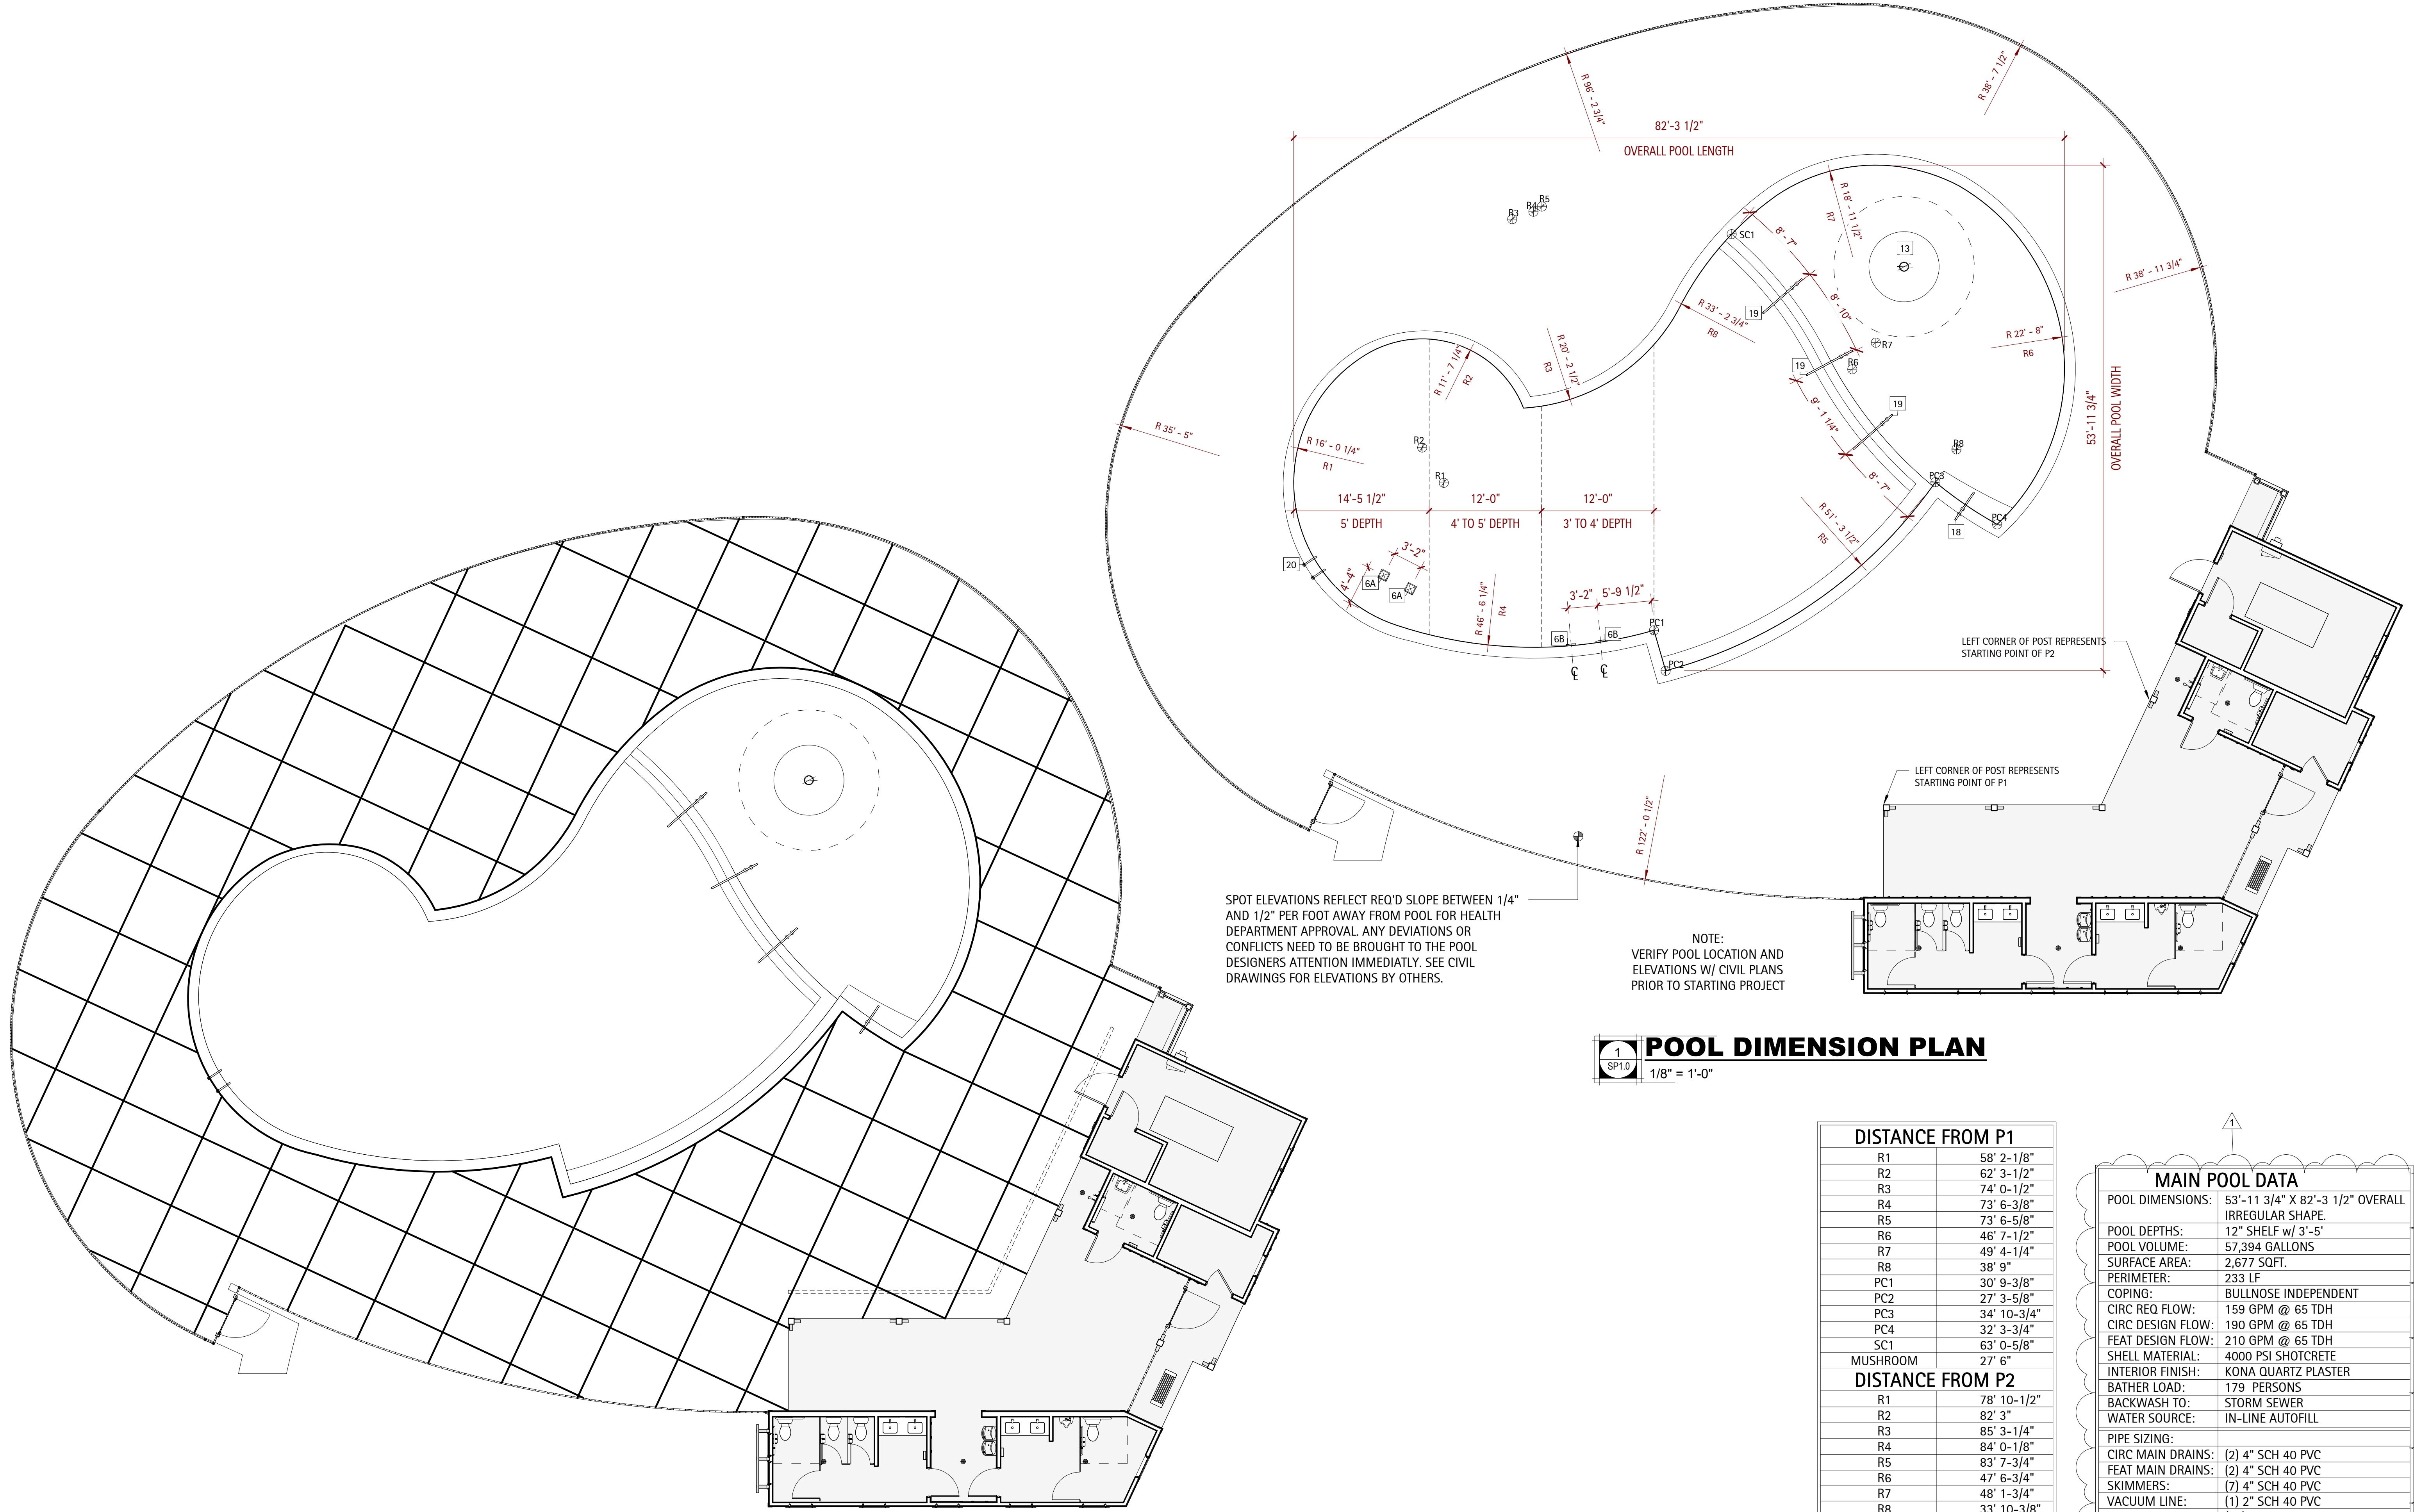 R 96' - 2 3/4"
R 38' - 7 1/2"
82'-3 1/2"
OVERALL POOL LENGTH
R 18' - 11 1/2"
R7
R3
R4
R5
SC1
8' - 7"
13
R 38' - 11 3/4"
8' - 10"
19
R 33' - 2 3/4"
R8
R7
R 22' - 8"
R6
R 20' - 2 1/2"
R3
R 11' - 7 1/4"
R2
19
R6
19
9' - 1 1/4"
53'-11 3/4"
OVERALL POOL WIDTH
R 35' - 5"
R 16' - 0 1/4"
R1
R2
R8
R1
PC3
8' - 7"
14'-5 1/2"
12'-0"
12'-0"
5' DEPTH
4' TO 5' DEPTH
3' TO 4' DEPTH
R 51' - 3 1/2"
R5
PC4
18
3'-2"
20
4'-4"
6A
6A
R 46' - 6 1/4"
R4
3'-2"
5'-9 1/2"
PC1
6B
6B
PC2
LEFT CORNER OF POST REPRESENTS
STARTING POINT OF P2
LEFT CORNER OF POST REPRESENTS
STARTING POINT OF P1
R 122' - 0 1/2"
SPOT ELEVATIONS REFLECT REQ'D SLOPE BETWEEN 1/4"
AND 1/2" PER FOOT AWAY FROM POOL FOR HEALTH
DEPARTMENT APPROVAL. ANY DEVIATIONS OR
CONFLICTS NEED TO BE BROUGHT TO THE POOL
DESIGNERS ATTENTION IMMEDIATLY. SEE CIVIL
DRAWINGS FOR ELEVATIONS BY OTHERS.
NOTE:
VERIFY POOL LOCATION AND
ELEVATIONS W/ CIVIL PLANS
PRIOR TO STARTING PROJECT
1
SP1.0
POOL DIMENSION PLAN
1/8" = 1'-0"
DISTANCE FROM P1
R1 58' 2-1/8"
R2 62' 3-1/2"
R3 74' 0-1/2"
R4 73' 6-3/8"
R5 73' 6-5/8"
R6 46' 7-1/2"
R7 49' 4-1/4"
R8 38' 9"
PC1 30' 9-3/8"
PC2 27' 3-5/8"
PC3 34' 10-3/4"
PC4 32' 3-3/4"
SC1 63' 0-5/8"
MUSHROOM 27' 6"
DISTANCE FROM P2
R1 78' 10-1/2"
R2 82' 3"
R3 85' 3-1/4"
R4 84' 0-1/8"
R5 83' 7-3/4"
R6 47' 6-3/4"
R7 48' 1-3/4"
R8 33' 10-3/8"
1
MAIN POOL DATA
POOL DIMENSIONS: 53'-11 3/4" X 82'-3 1/2" OVERALL
IRREGULAR SHAPE.
POOL DEPTHS: 12" SHELF w/ 3'-5'
POOL VOLUME: 57,394 GALLONS
SURFACE AREA: 2,677 SQFT.
PERIMETER: 233 LF
COPING: BULLNOSE INDEPENDENT
CIRC REQ FLOW: 159 GPM @ 65 TDH
CIRC DESIGN FLOW: 190 GPM @ 65 TDH
FEAT DESIGN FLOW: 210 GPM @ 65 TDH
SHELL MATERIAL: 4000 PSI SHOTCRETE
INTERIOR FINISH: KONA QUARTZ PLASTER
BATHER LOAD: 179 PERSONS
BACKWASH TO: STORM SEWER
WATER SOURCE: IN-LINE AUTOFILL
PIPE SIZING:
CIRC MAIN DRAINS: (2) 4" SCH 40 PVC
FEAT MAIN DRAINS: (2) 4" SCH 40 PVC
SKIMMERS: (7) 4" SCH 40 PVC
VACUUM LINE: (1) 2" SCH 40 PVC